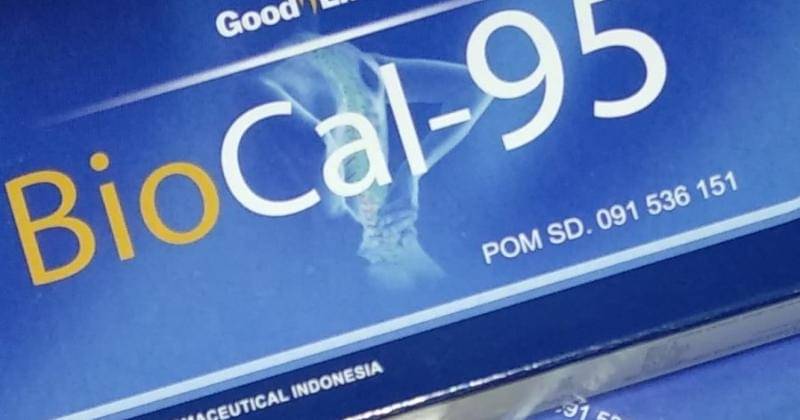 Good
BioCal-95
POM SD. 091 536 151
MACEUTICAL INDONESIA